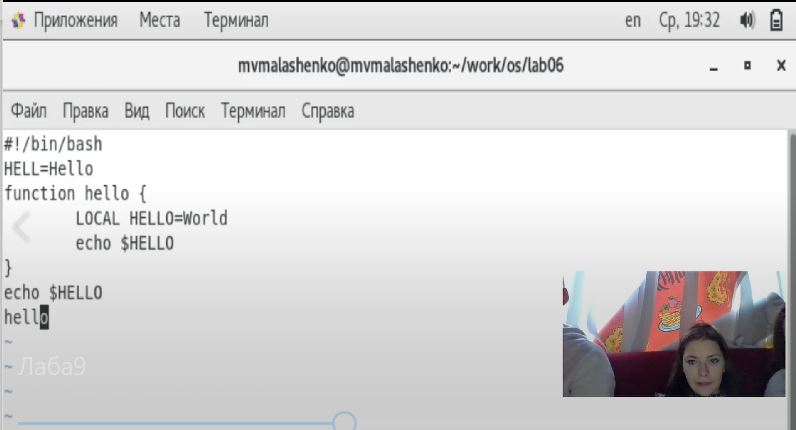 Приложения Места Терминал en Ср, 19:32
mvmalashenko@mvmalashenko:~/work/os/lab06
Файл Правка Вид Поиск Терминал Справка
#!/bin/bash
HELL=Hello
function hello {
LOCAL HELLO=World
echo $HELLO
}
echo $HELLO
hello
~
~ Лаба9
~
~